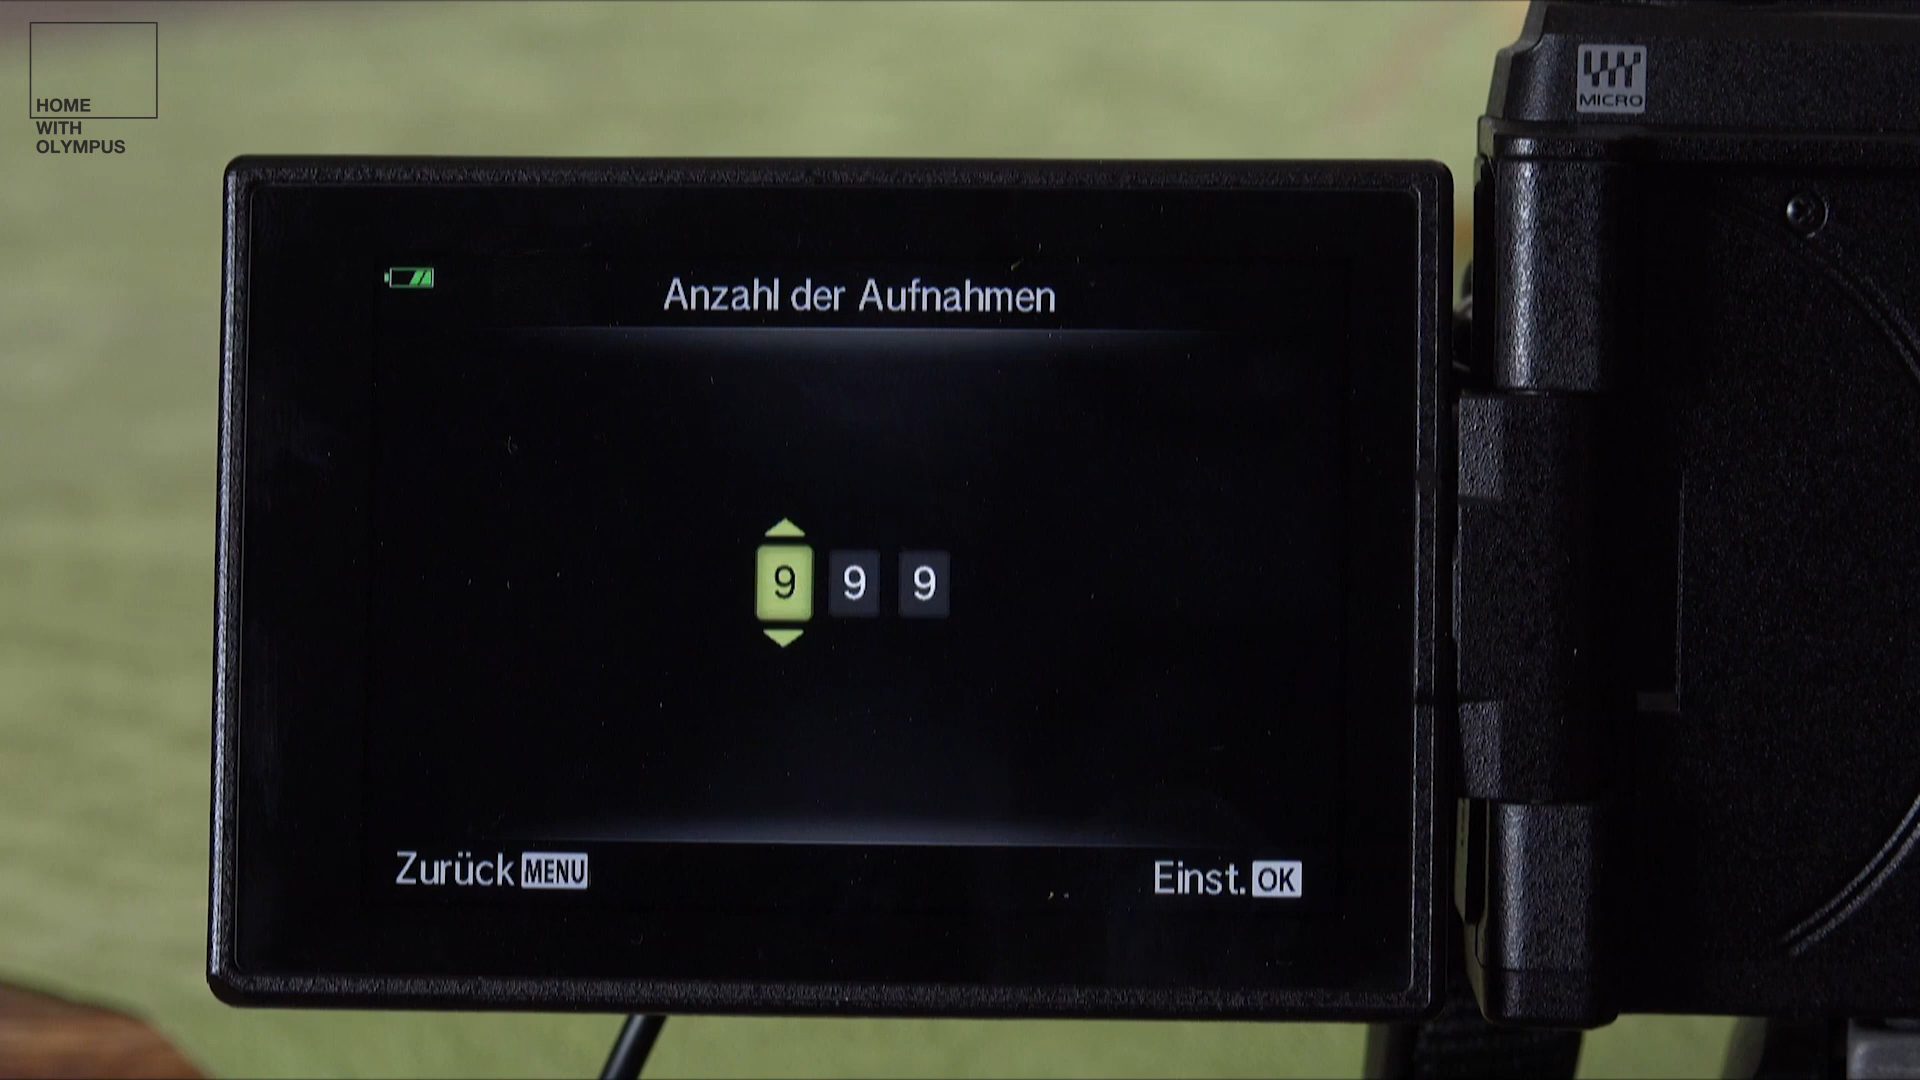 HOME
WITH
OLYMPUS
MICRO
Anzahl der Aufnahmen
9 9 9
Zurück MENU
Einst. OK